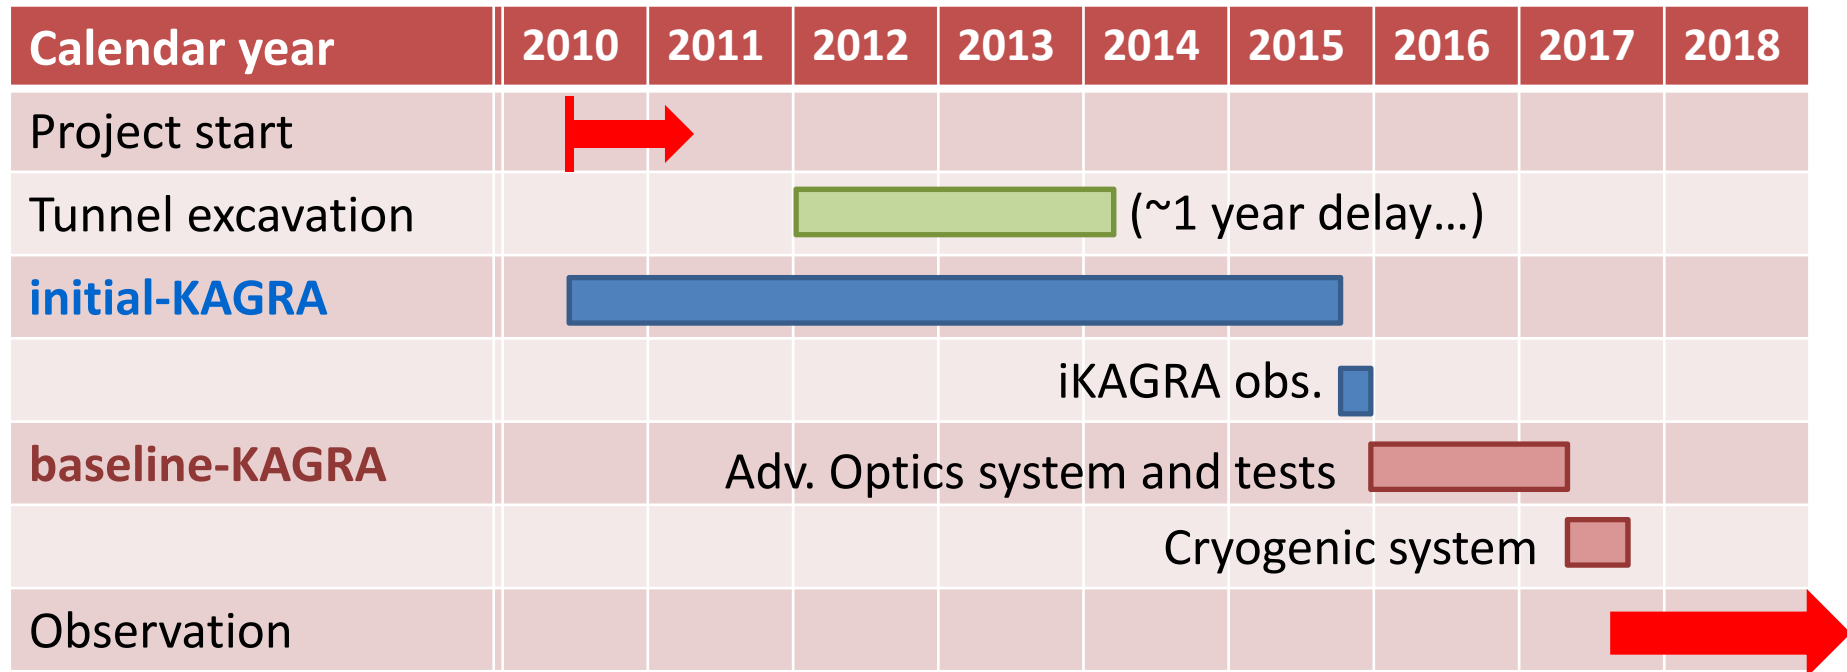 Calendar year 2010 2011 2012 2013 2014 2015 2016 2017 2018
Project start
Tunnel excavation (~1 year delay…)
initial-KAGRA
iKAGRA obs.
baseline-KAGRA Adv. Optics system and tests
Cryogenic system
Observation